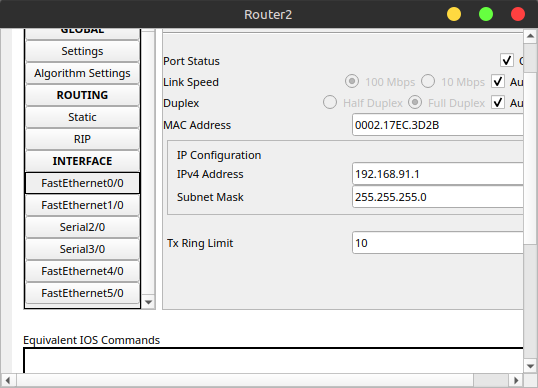 Router2
GLOBAL
Settings
Algorithm Settings
ROUTING
Static
RIP
INTERFACE
FastEthernet0/0
FastEthernet1/0
Serial2/0
Serial3/0
FastEthernet4/0
FastEthernet5/0
Port Status
Link Speed 100 Mbps 10 Mbps Au
Duplex Half Duplex Full Duplex Au
MAC Address 0002.17EC.3D2B
IP Configuration
IPv4 Address 192.168.91.1
Subnet Mask 255.255.255.0
Tx Ring Limit 10
Equivalent IOS Commands